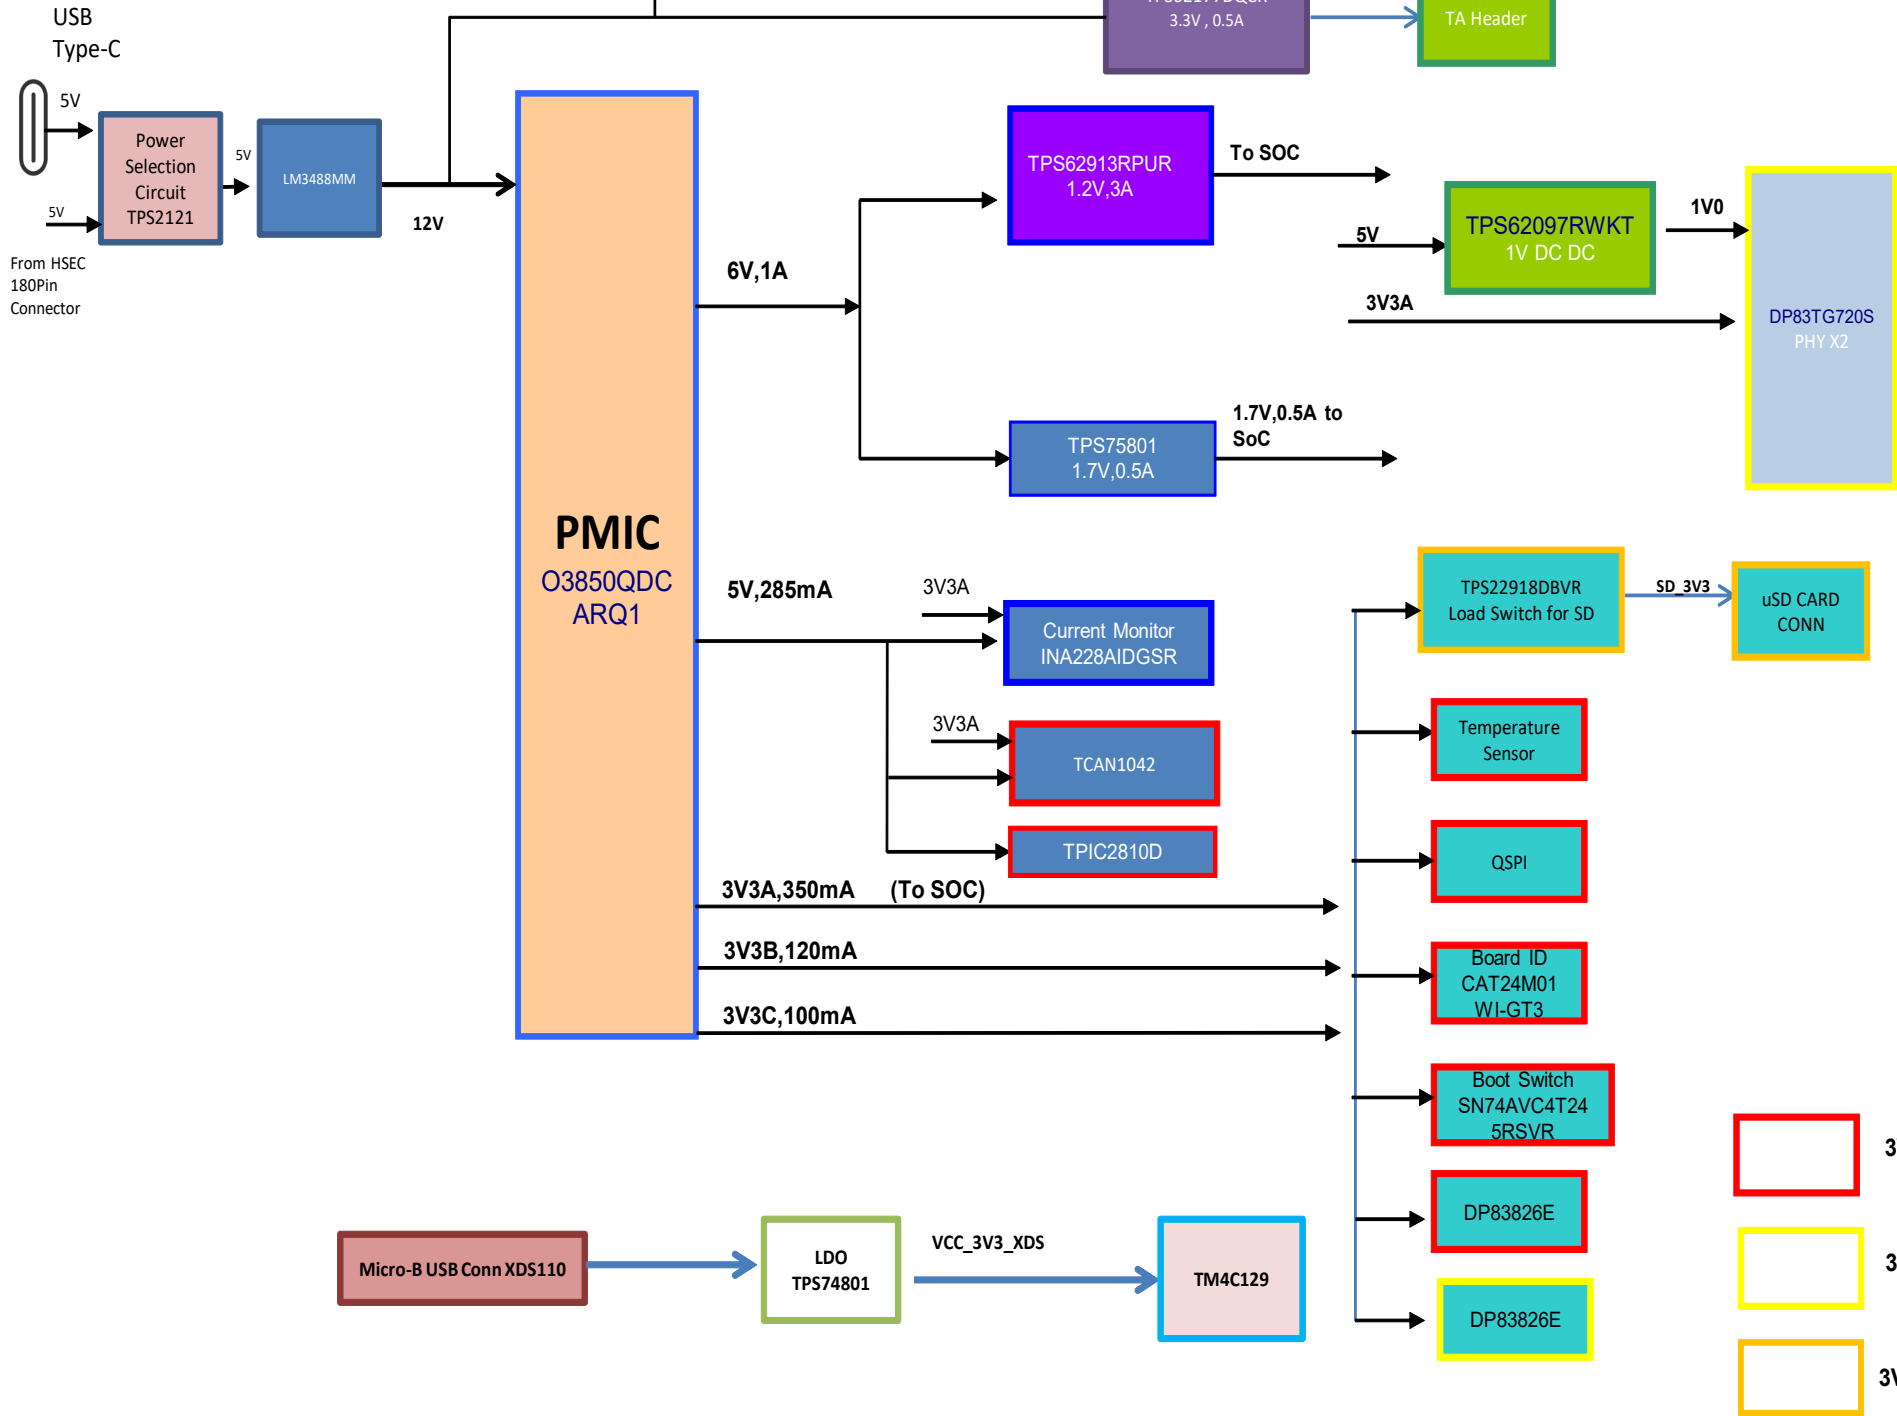 USB
Type-C
3.3V , 0.5A
TA Header
5V
Power
Selection
Circuit
TPS2121
5V
LM3488MM
5V
12V
From HSEC
180Pin
Connector
PMIC
O3850QDC
ARQ1
6V,1A
TPS62913RPUR
1.2V,3A
To SOC
TPS75801
1.7V,0.5A
1.7V,0.5A to
SoC
5V
TPS62097RWKT
1V DC DC
1V0
3V3A
DP83TG720S
PHY X2
5V,285mA
3V3A
Current Monitor
INA228AIDGSR
3V3A
TCAN1042
TPIC2810D
3V3A,350mA (To SOC)
3V3B,120mA
3V3C,100mA
TPS22918DBVR
Load Switch for SD
SD_3V3
uSD CARD
CONN
Temperature
Sensor
QSPI
Board ID
CAT24M01
WI-GT3
Boot Switch
SN74AVC4T24
5RSVR
DP83826E
DP83826E
Micro-B USB Conn XDS110
LDO
TPS74801
VCC_3V3_XDS
TM4C129
3
3
3V